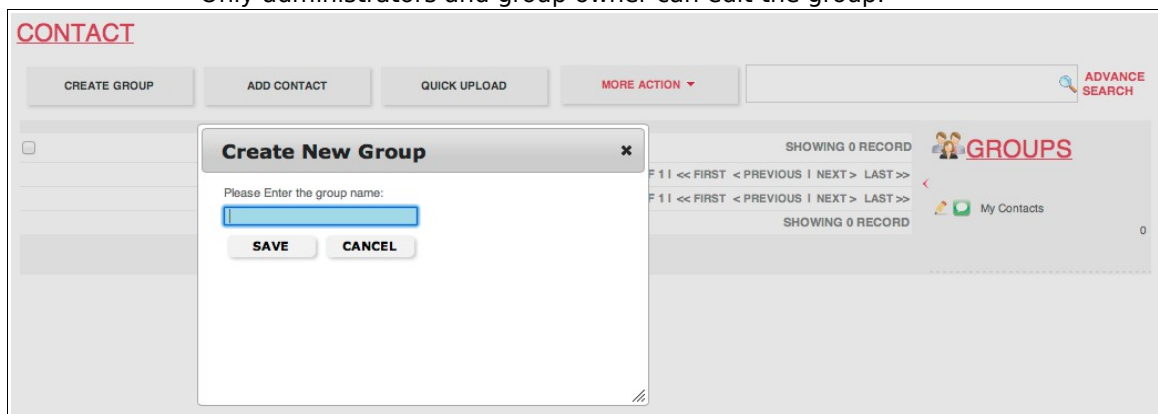 Only administrators and group owner can edit the group.
CONTACT
CREATE GROUP
ADD CONTACT
QUICK UPLOAD
MORE ACTION
ADVANCE
SEARCH
Create New Group
Please Enter the group name:
SAVE CANCEL
SHOWING 0 RECORD
F 1 | << FIRST < PREVIOUS | NEXT > LAST >>
F 1 | << FIRST < PREVIOUS | NEXT > LAST >>
SHOWING 0 RECORD
GROUPS
My Contacts
0